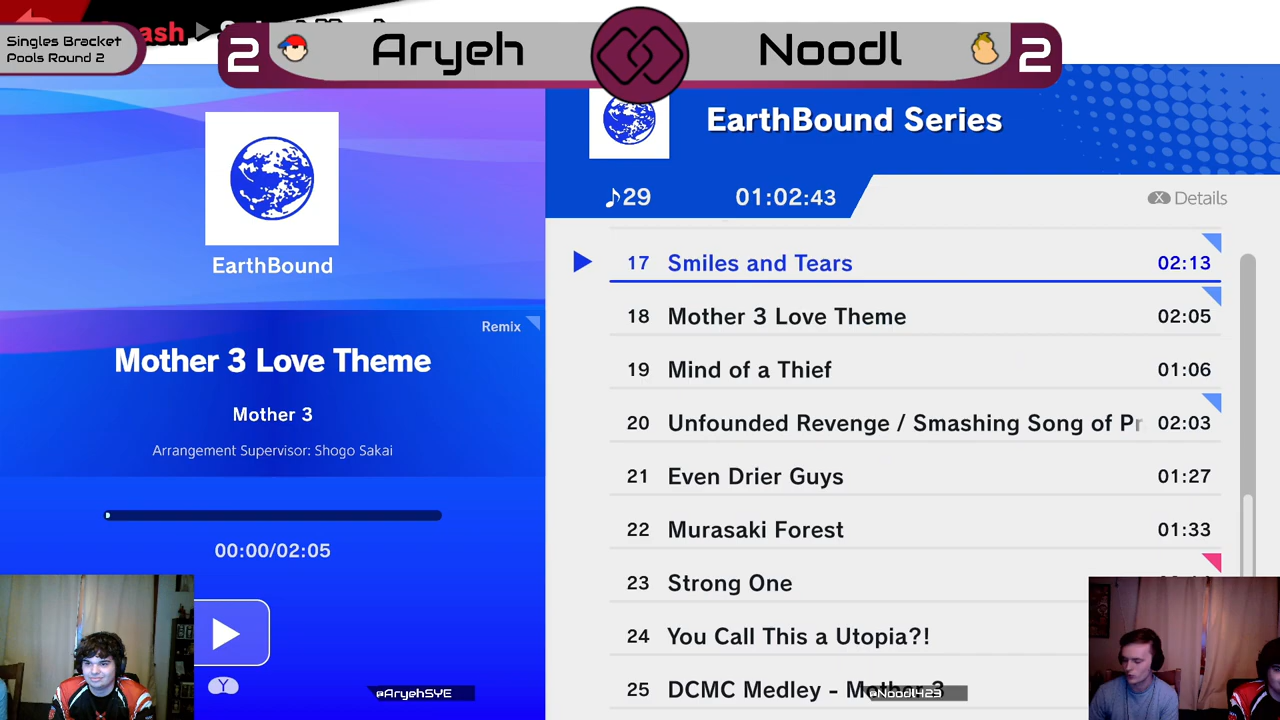 Singles Bracket
Pools Round 2
2
Aryeh
Noodl
2
EarthBound
Remix
Mother 3 Love Theme
Mother 3
Arrangement Supervisor: Shogo Sakai
00:00/02:05
Y
@AryehSYE
EarthBound Series
♪29
01:02:43
X Details
17 Smiles and Tears 02:13
18 Mother 3 Love Theme 02:05
19 Mind of a Thief 01:06
20 Unfounded Revenge / Smashing Song of Pr 02:03
21 Even Drier Guys 01:27
22 Murasaki Forest 01:33
23 Strong One
24 You Call This a Utopia?!
25 DCMC Medley - Mother 3
@Noodl423